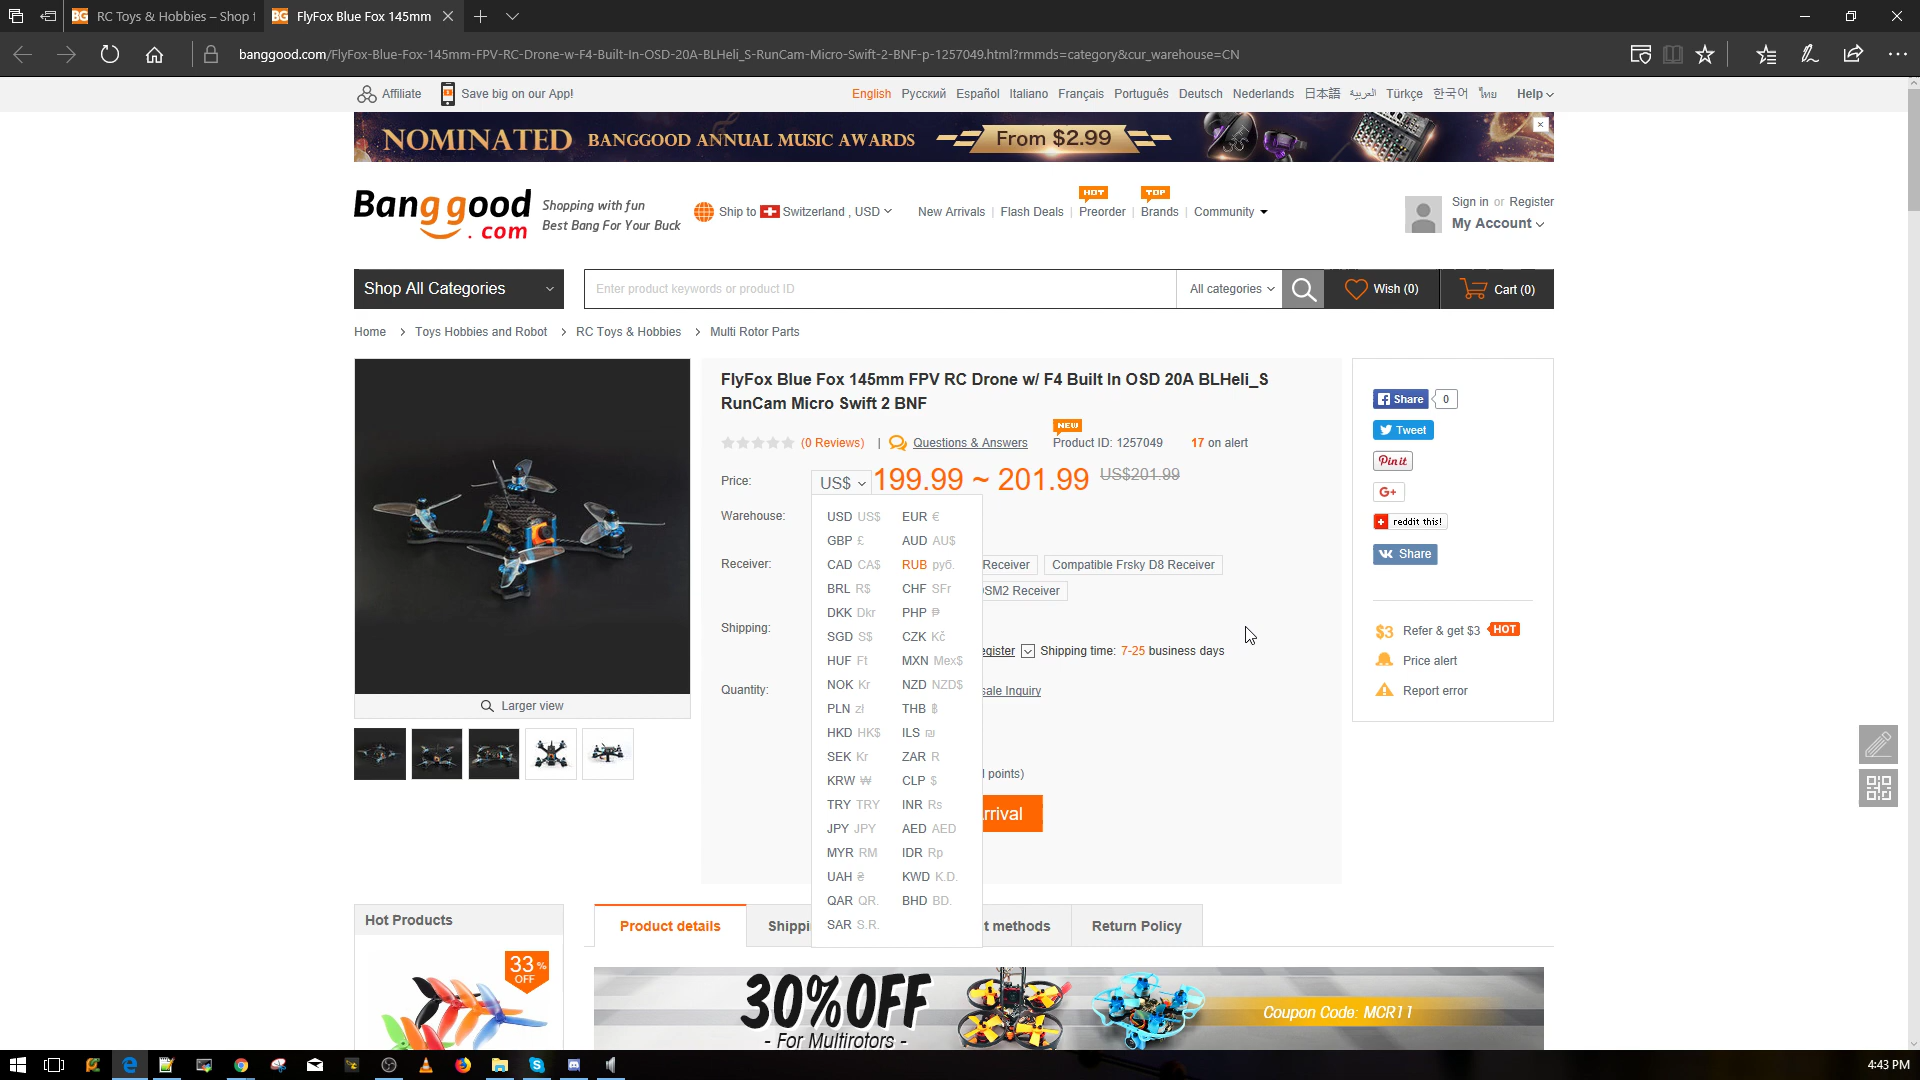 RC Toys & Hobbies – Shop f
FlyFox Blue Fox 145mm
banggood.com/FlyFox-Blue-Fox-145mm-FPV-RC-Drone-w-F4-Built-In-OSD-20A-BLHeli_S-RunCam-Micro-Swift-2-BNF-p-1257049.html?rmmds=category&cur_warehouse=CN
Affiliate Save big on our App! English Русский Español Italiano Français Português Deutsch Nederlands 日本語 العربية Türkçe 한국어 ไทย Help
NOMINATED BANGGOOD ANNUAL MUSIC AWARDS From $2.99
HOT TOP
Banggood.com
Shopping with fun
Best Bang For Your Buck
Ship to Switzerland , USD New Arrivals Flash Deals Preorder Brands Community
Sign in or Register
My Account
Shop All Categories Enter product keywords or product ID All categories Wish (0) Cart (0)
Home > Toys Hobbies and Robot > RC Toys & Hobbies > Multi Rotor Parts
FlyFox Blue Fox 145mm FPV RC Drone w/ F4 Built In OSD 20A BLHeli_S
RunCam Micro Swift 2 BNF
NEW
(0 Reviews) | Questions & Answers Product ID: 1257049 17 on alert
Price: US$ 199.99 ~ 201.99 US$201.99
Warehouse:
Receiver: Receiver Compatible Frsky D8 Receiver
SM2 Receiver
Shipping:
egister Shipping time: 7-25 business days
Quantity: sale Inquiry
l points)
rrival
USD US$ EUR €
GBP £ AUD AU$
CAD CA$ RUB руб.
BRL R$ CHF SFr
DKK Dkr PHP ₱
SGD S$ CZK Kč
HUF Ft MXN Mex$
NOK Kr NZD NZD$
PLN zł THB ฿
HKD HK$ ILS ₪
SEK Kr ZAR R
KRW ₩ CLP $
TRY TRY INR Rs
JPY JPY AED AED
MYR RM IDR Rp
UAH ₴ KWD K.D.
QAR QR. BHD BD.
SAR S.R.
Share 0
Tweet
Pin it
G+
reddit this!
Share
$3 Refer & get $3 HOT
Price alert
Report error
Larger view
Hot Products
33% OFF
Product details Shippi t methods Return Policy
30% OFF
- For Multirotors -
Coupon Code: MCR11
4:43 PM